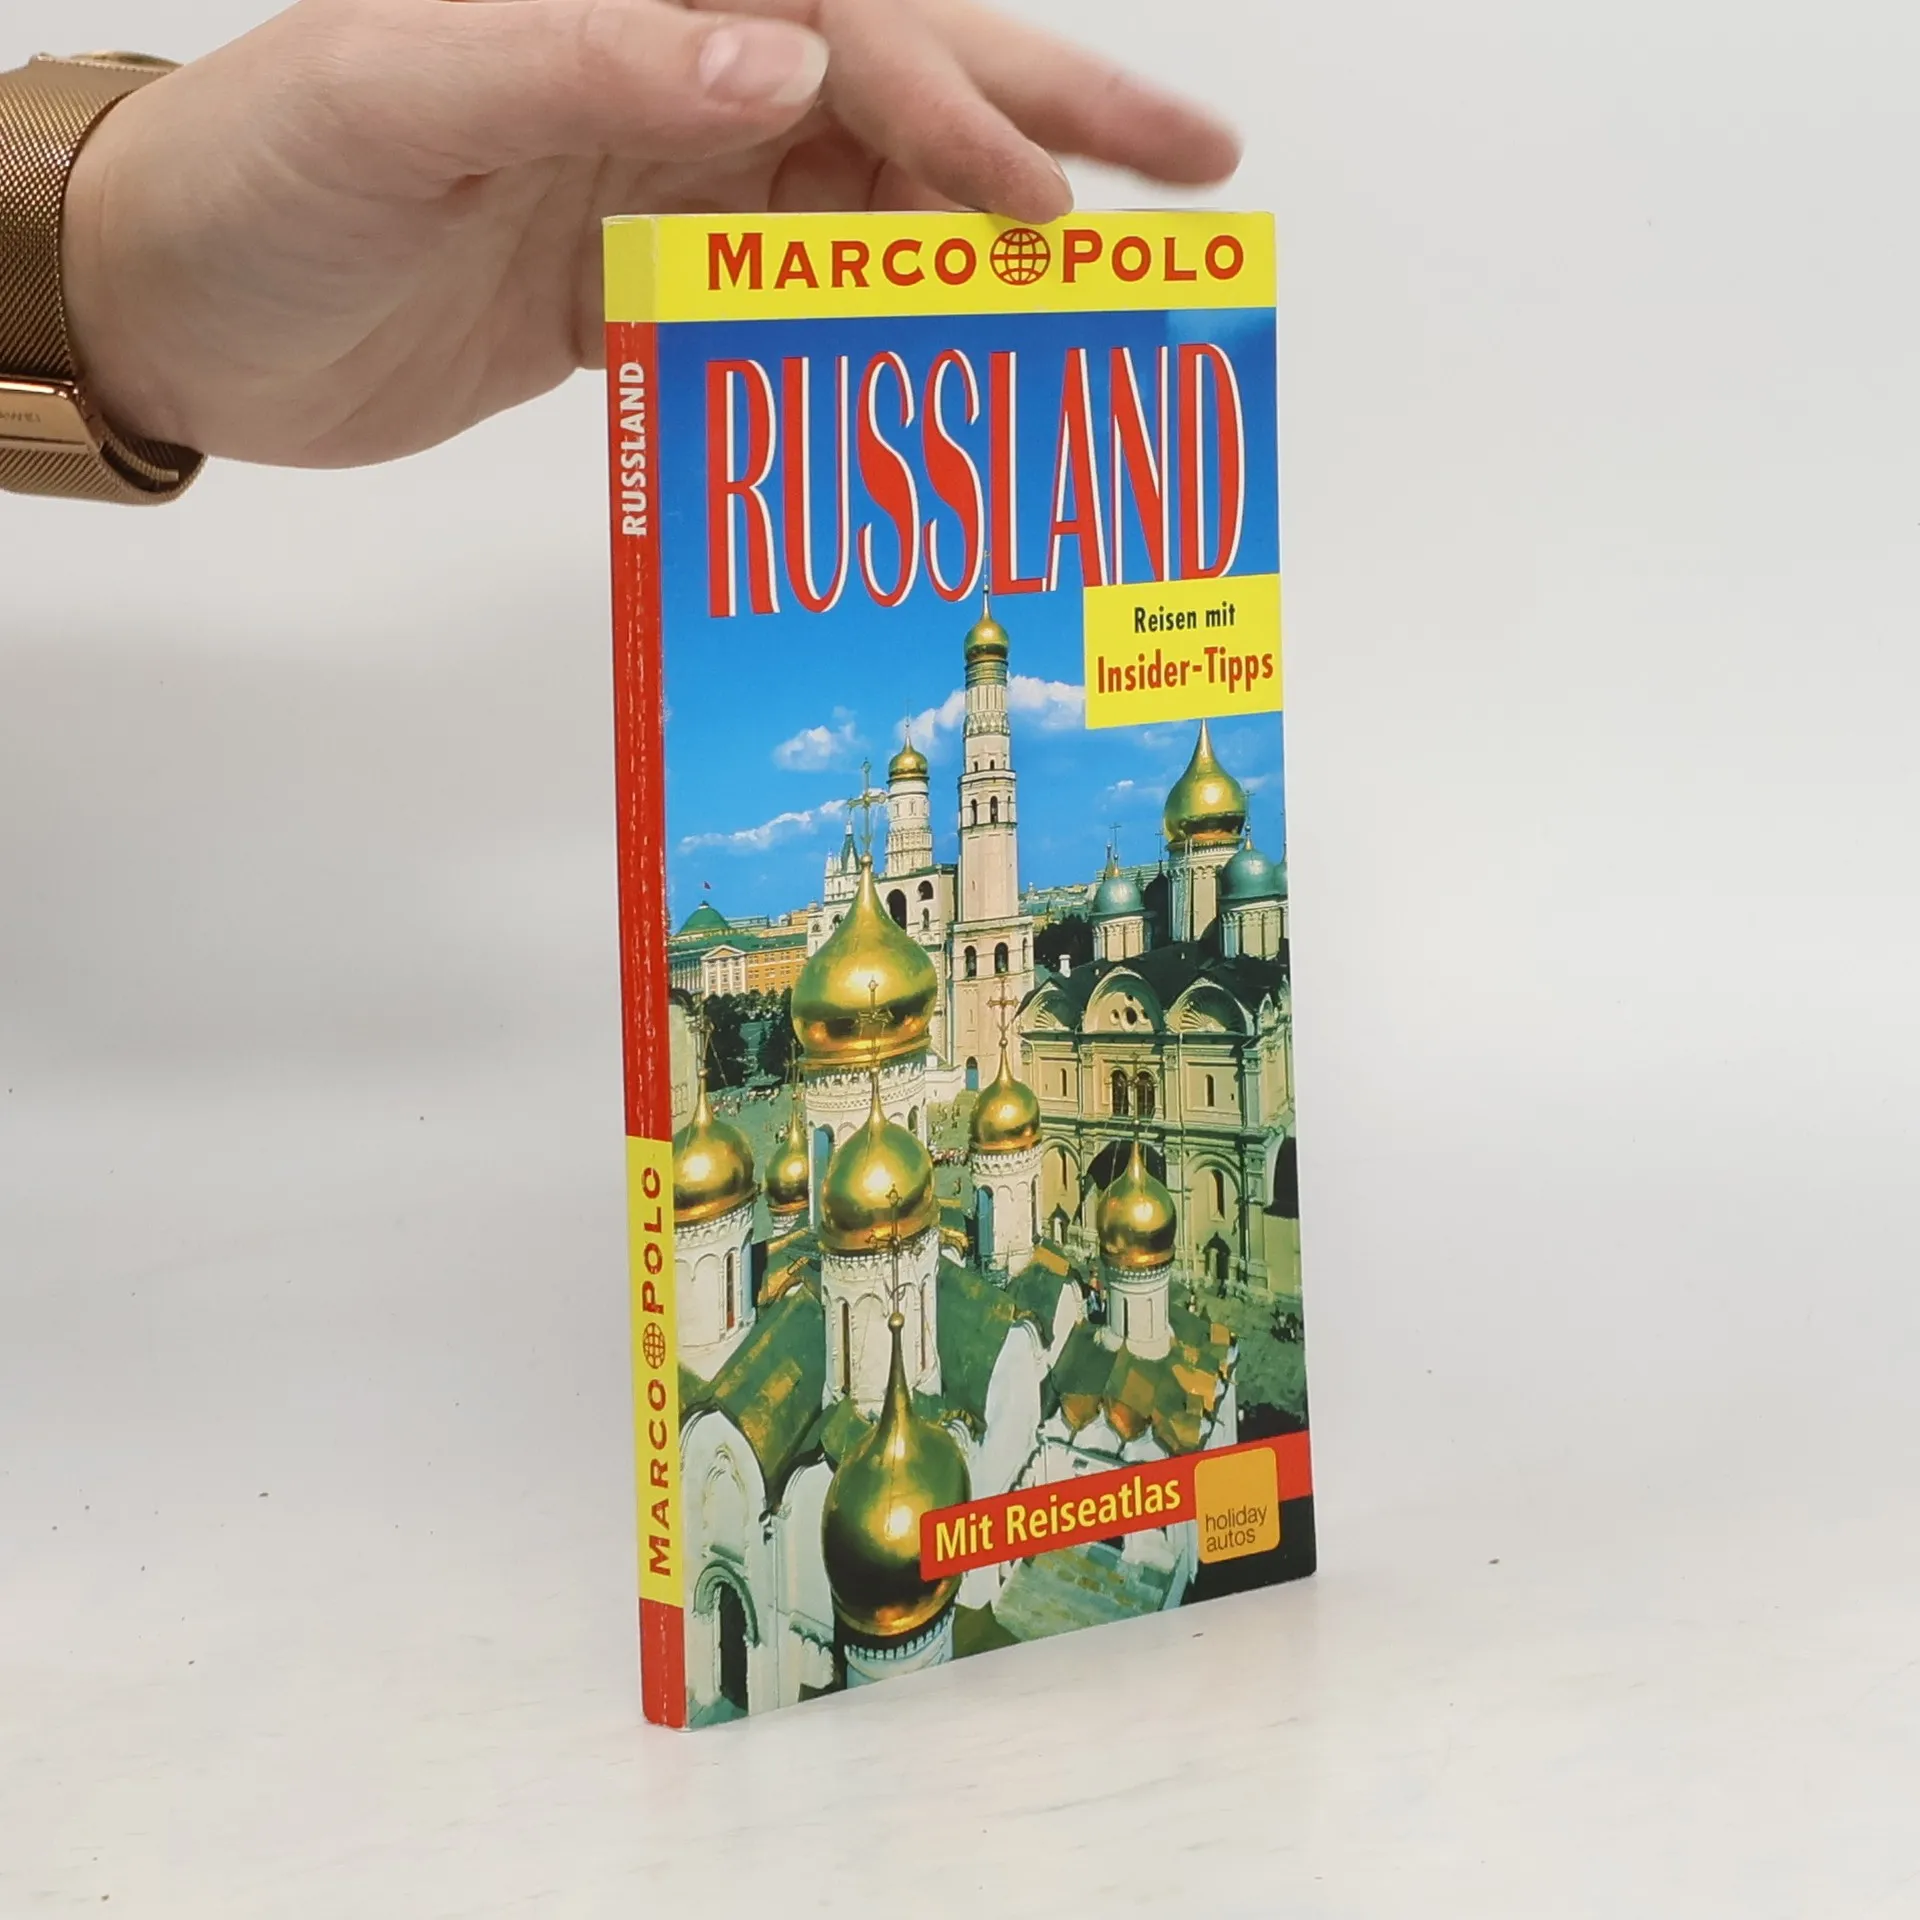 MARCO POLO
RUSSLAND
Reisen mit
Insider-Tipps
Mit Reiseatlas
holiday
autos
RUSSLAND
MARCO POLO